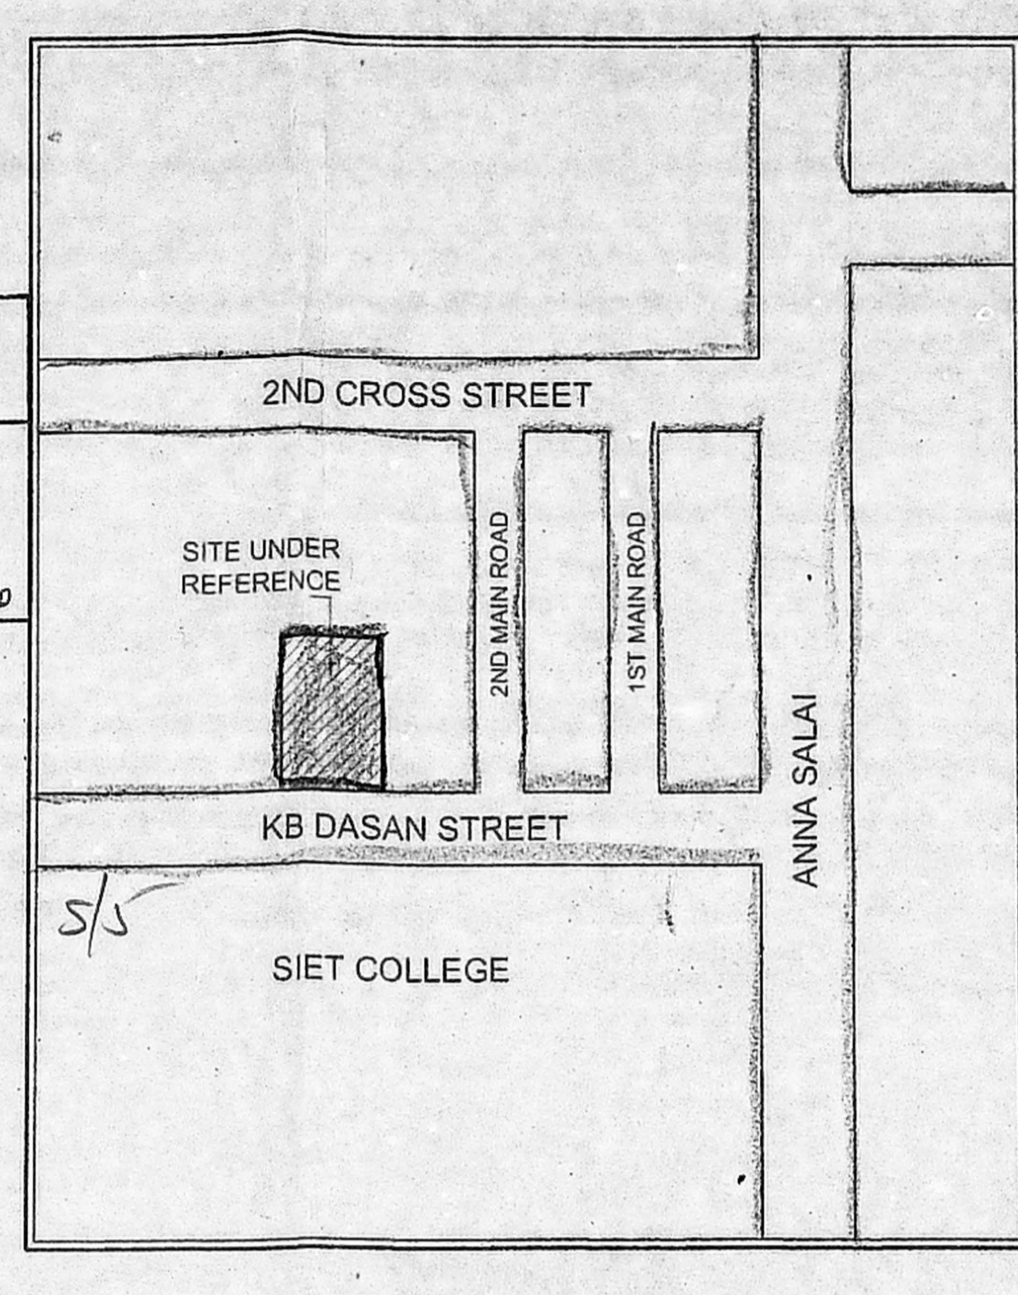 2ND CROSS STREET
SITE UNDER
REFERENCE
2ND MAIN ROAD
1ST MAIN ROAD
ANNA SALAI
KB DASAN STREET
S/5
SIET COLLEGE